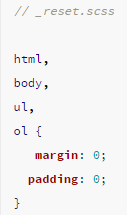 // _reset.scss

html,
body,
ul,
ol {
   margin: 0;
  padding: 0;
}